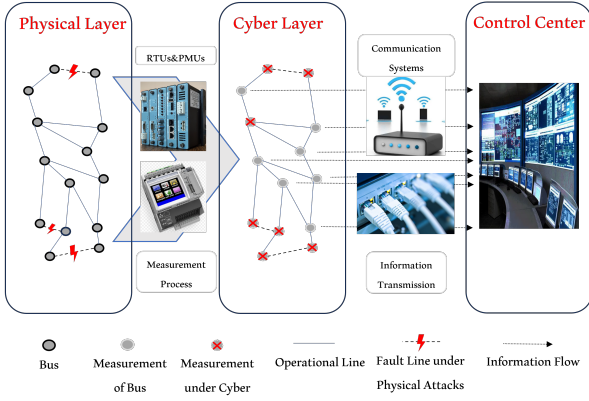 Physical Layer
Cyber Layer
Control Center
RTUs&PMUs
Communication
Systems
Measurement
Process
Information
Transmission
Bus
Measurement
of Bus
Measurement
under Cyber
Operational Line
Fault Line under
Physical Attacks
Information Flow